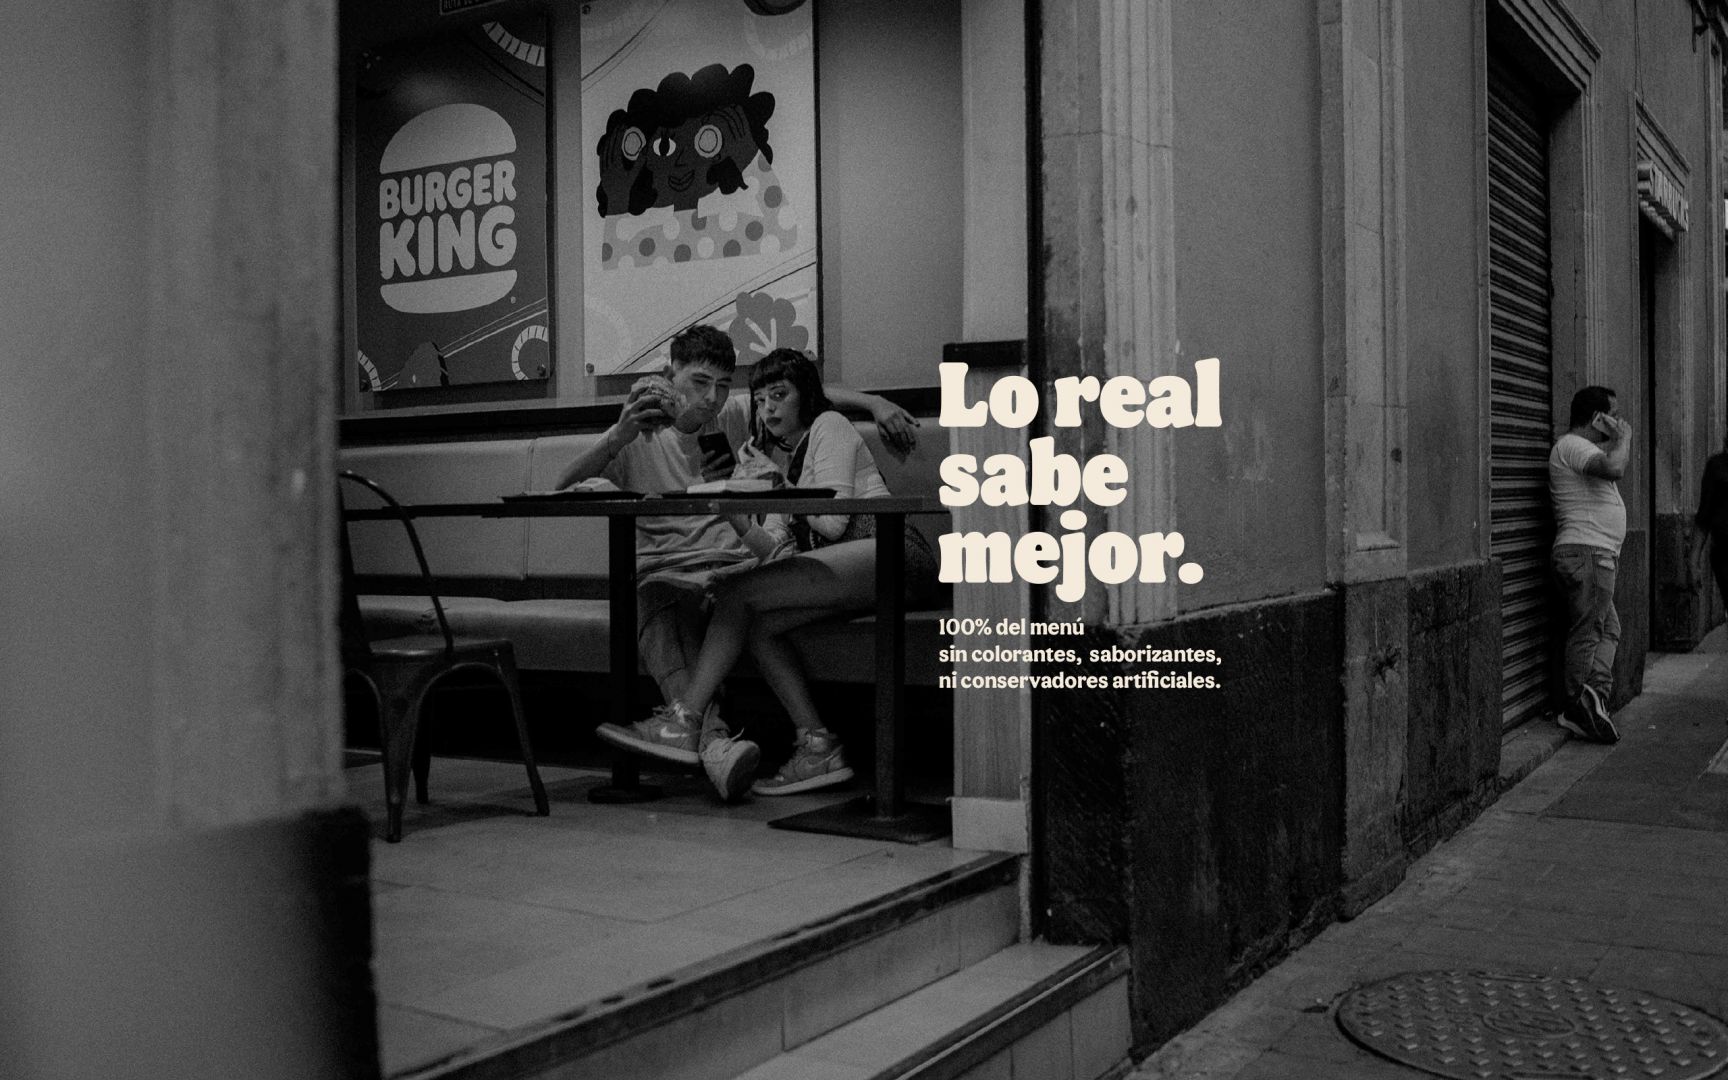 BURGER
KING
Lo real
sabe
mejor.
100% del menú
sin colorantes, saborizantes,
ni conservadores artificiales.